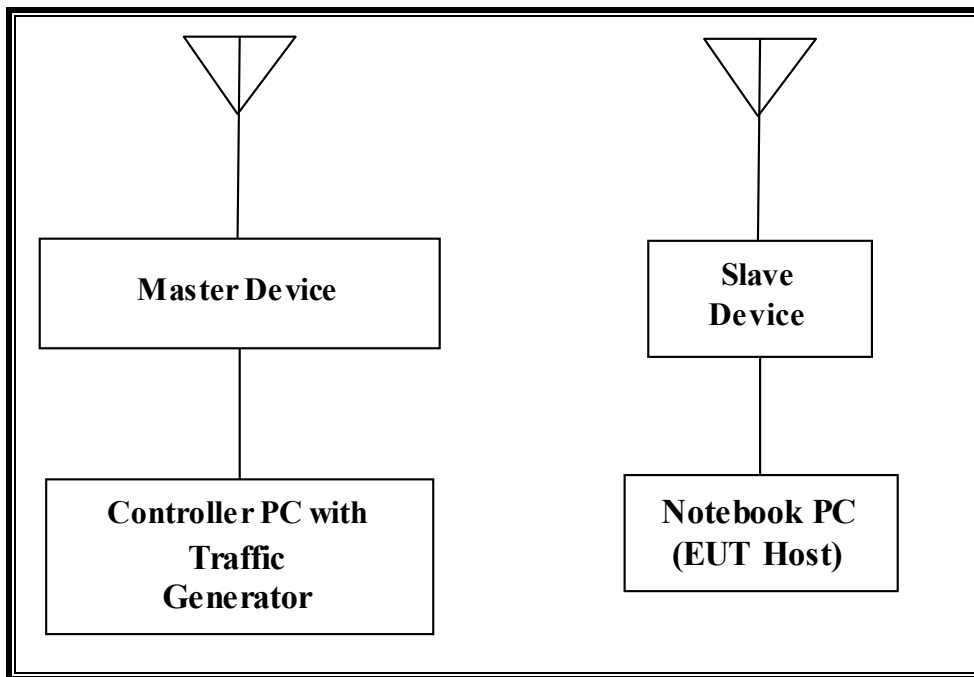 Master Device
Slave
Device
Controller PC with
Traffic
Generator
Notebook PC
(EUT Host)